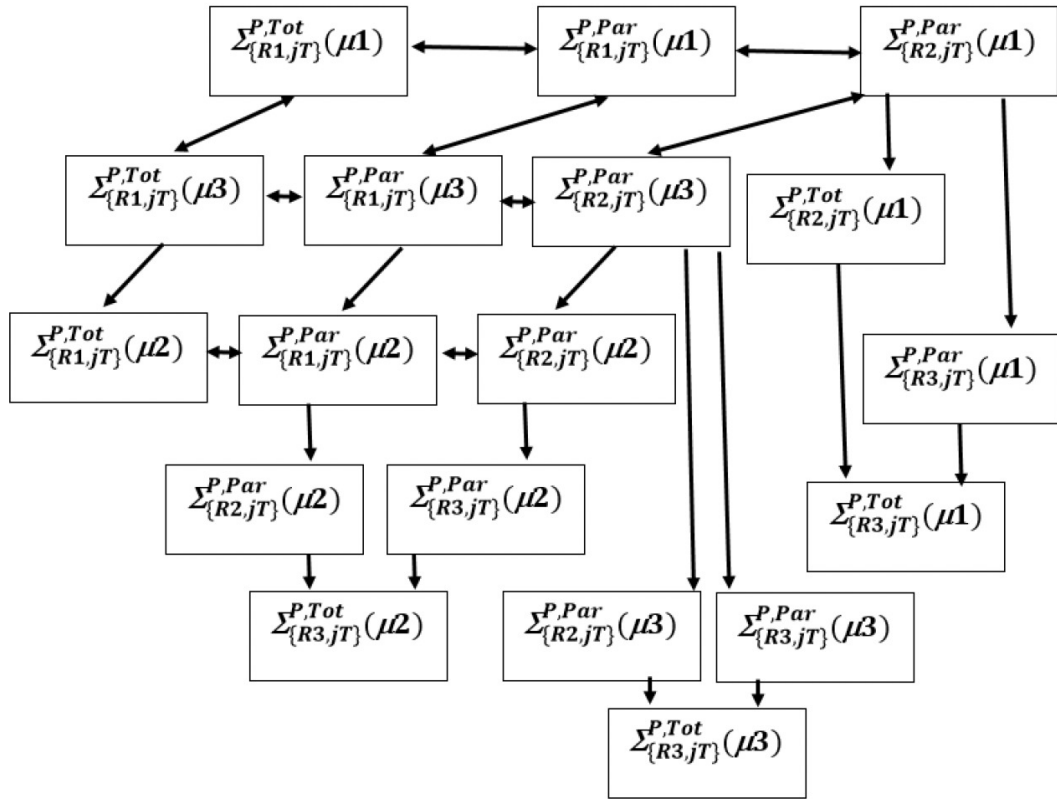 Σ^{P,Tot}_{{R1,jT}}(μ1) Σ^{P,Par}_{{R1,jT}}(μ1) Σ^{P,Par}_{{R2,jT}}(μ1)
Σ^{P,Tot}_{{R1,jT}}(μ3) Σ^{P,Par}_{{R1,jT}}(μ3) Σ^{P,Par}_{{R2,jT}}(μ3)
Σ^{P,Tot}_{{R2,jT}}(μ1)
Σ^{P,Tot}_{{R1,jT}}(μ2) Σ^{P,Par}_{{R1,jT}}(μ2) Σ^{P,Par}_{{R2,jT}}(μ2)
Σ^{P,Par}_{{R3,jT}}(μ1)
Σ^{P,Par}_{{R2,jT}}(μ2) Σ^{P,Par}_{{R3,jT}}(μ2)
Σ^{P,Tot}_{{R3,jT}}(μ1)
Σ^{P,Tot}_{{R3,jT}}(μ2) Σ^{P,Par}_{{R2,jT}}(μ3) Σ^{P,Par}_{{R3,jT}}(μ3)
Σ^{P,Tot}_{{R3,jT}}(μ3)